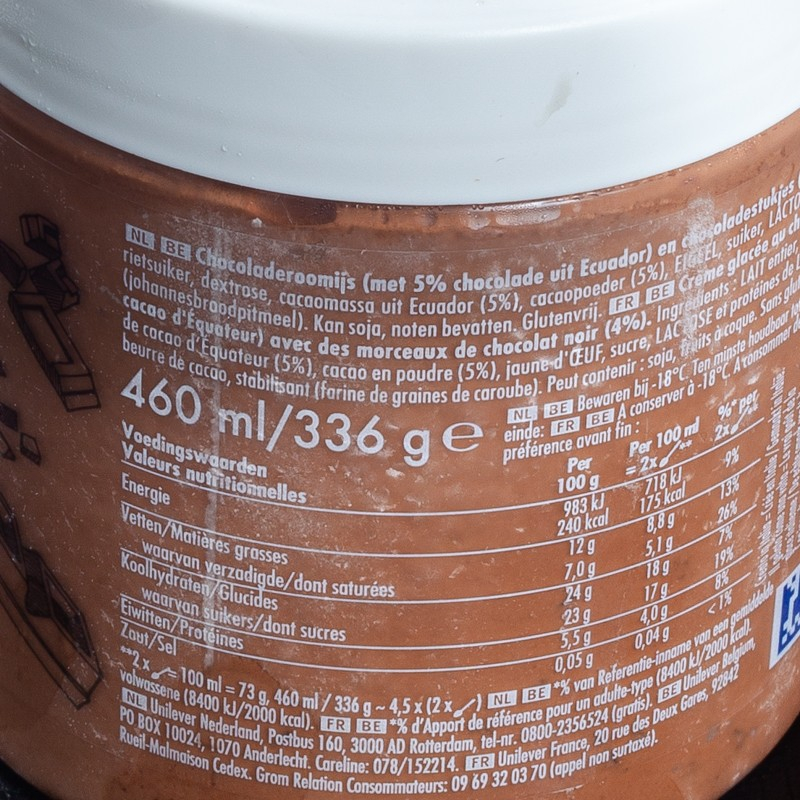 NL BE Chocoladeroomijs (met 5% chocolade uit Ecuador) en chocoladestukjes
rietsuiker, dextrose, cacaomassa uit Ecuador (5%), cacaopoeder (5%), EIGEEL, suiker,
(johannesbroodpitmeel). Kan soja, noten bevatten. Glutenvrij. FR BE Crème glacée au
cacao d'Équateur) avec des morceaux de chocolat noir (4%). Ingrédients : LAIT entier,
de cacao d'Équateur (5%), cacao en poudre (5%), jaune d'ŒUF, sucre, LACTOSE et protéines de
beurre de cacao, stabilisant (farine de graines de caroube). Peut contenir : soja, fruits à coque. Sans
460 ml/336 g e
NL BE Bewaren bij -18°C. Ten minste houdbaar
einde: FR BE À conserver à -18°C. A consommer de
préférence avant fin :
Voedingswaarden
Valeurs nutritionnelles
Per 100 g
Per 100 ml = 2x **
%* per 2x **
Energie 983 kJ 718 kJ
240 kcal 175 kcal 9%
Vetten/Matières grasses 12 g 8,8 g 13%
waarvan verzadigde/dont saturées 7,0 g 5,1 g 26%
Koolhydraten/Glucides 24 g 18 g 7%
waarvan suikers/dont sucres 23 g 17 g 19%
Eiwitten/Protéines 5,5 g 4,0 g 8%
Zout/Sel 0,05 g 0,04 g <1%
**2 x = 100 ml = 73 g, 460 ml / 336 g ~ 4,5 x (2 x ) NL BE *% van Referentie-inname van een gemiddelde
volwassene (8400 kJ/2000 kcal). FR BE *% d'Apport de référence pour un adulte-type (8400 kJ/2000 kcal).
NL Unilever Nederland, Postbus 160, 3000 AD Rotterdam, tel-nr. 0800-2356524 (gratis). BE Unilever Belgium,
PO BOX 10024, 1070 Anderlecht. Careline: 078/152214. FR Unilever France, 20 rue des Deux Gares, 92842
Rueil-Malmaison Cedex. Grom Relation Consommateurs: 09 69 32 03 70 (appel non surtaxé).